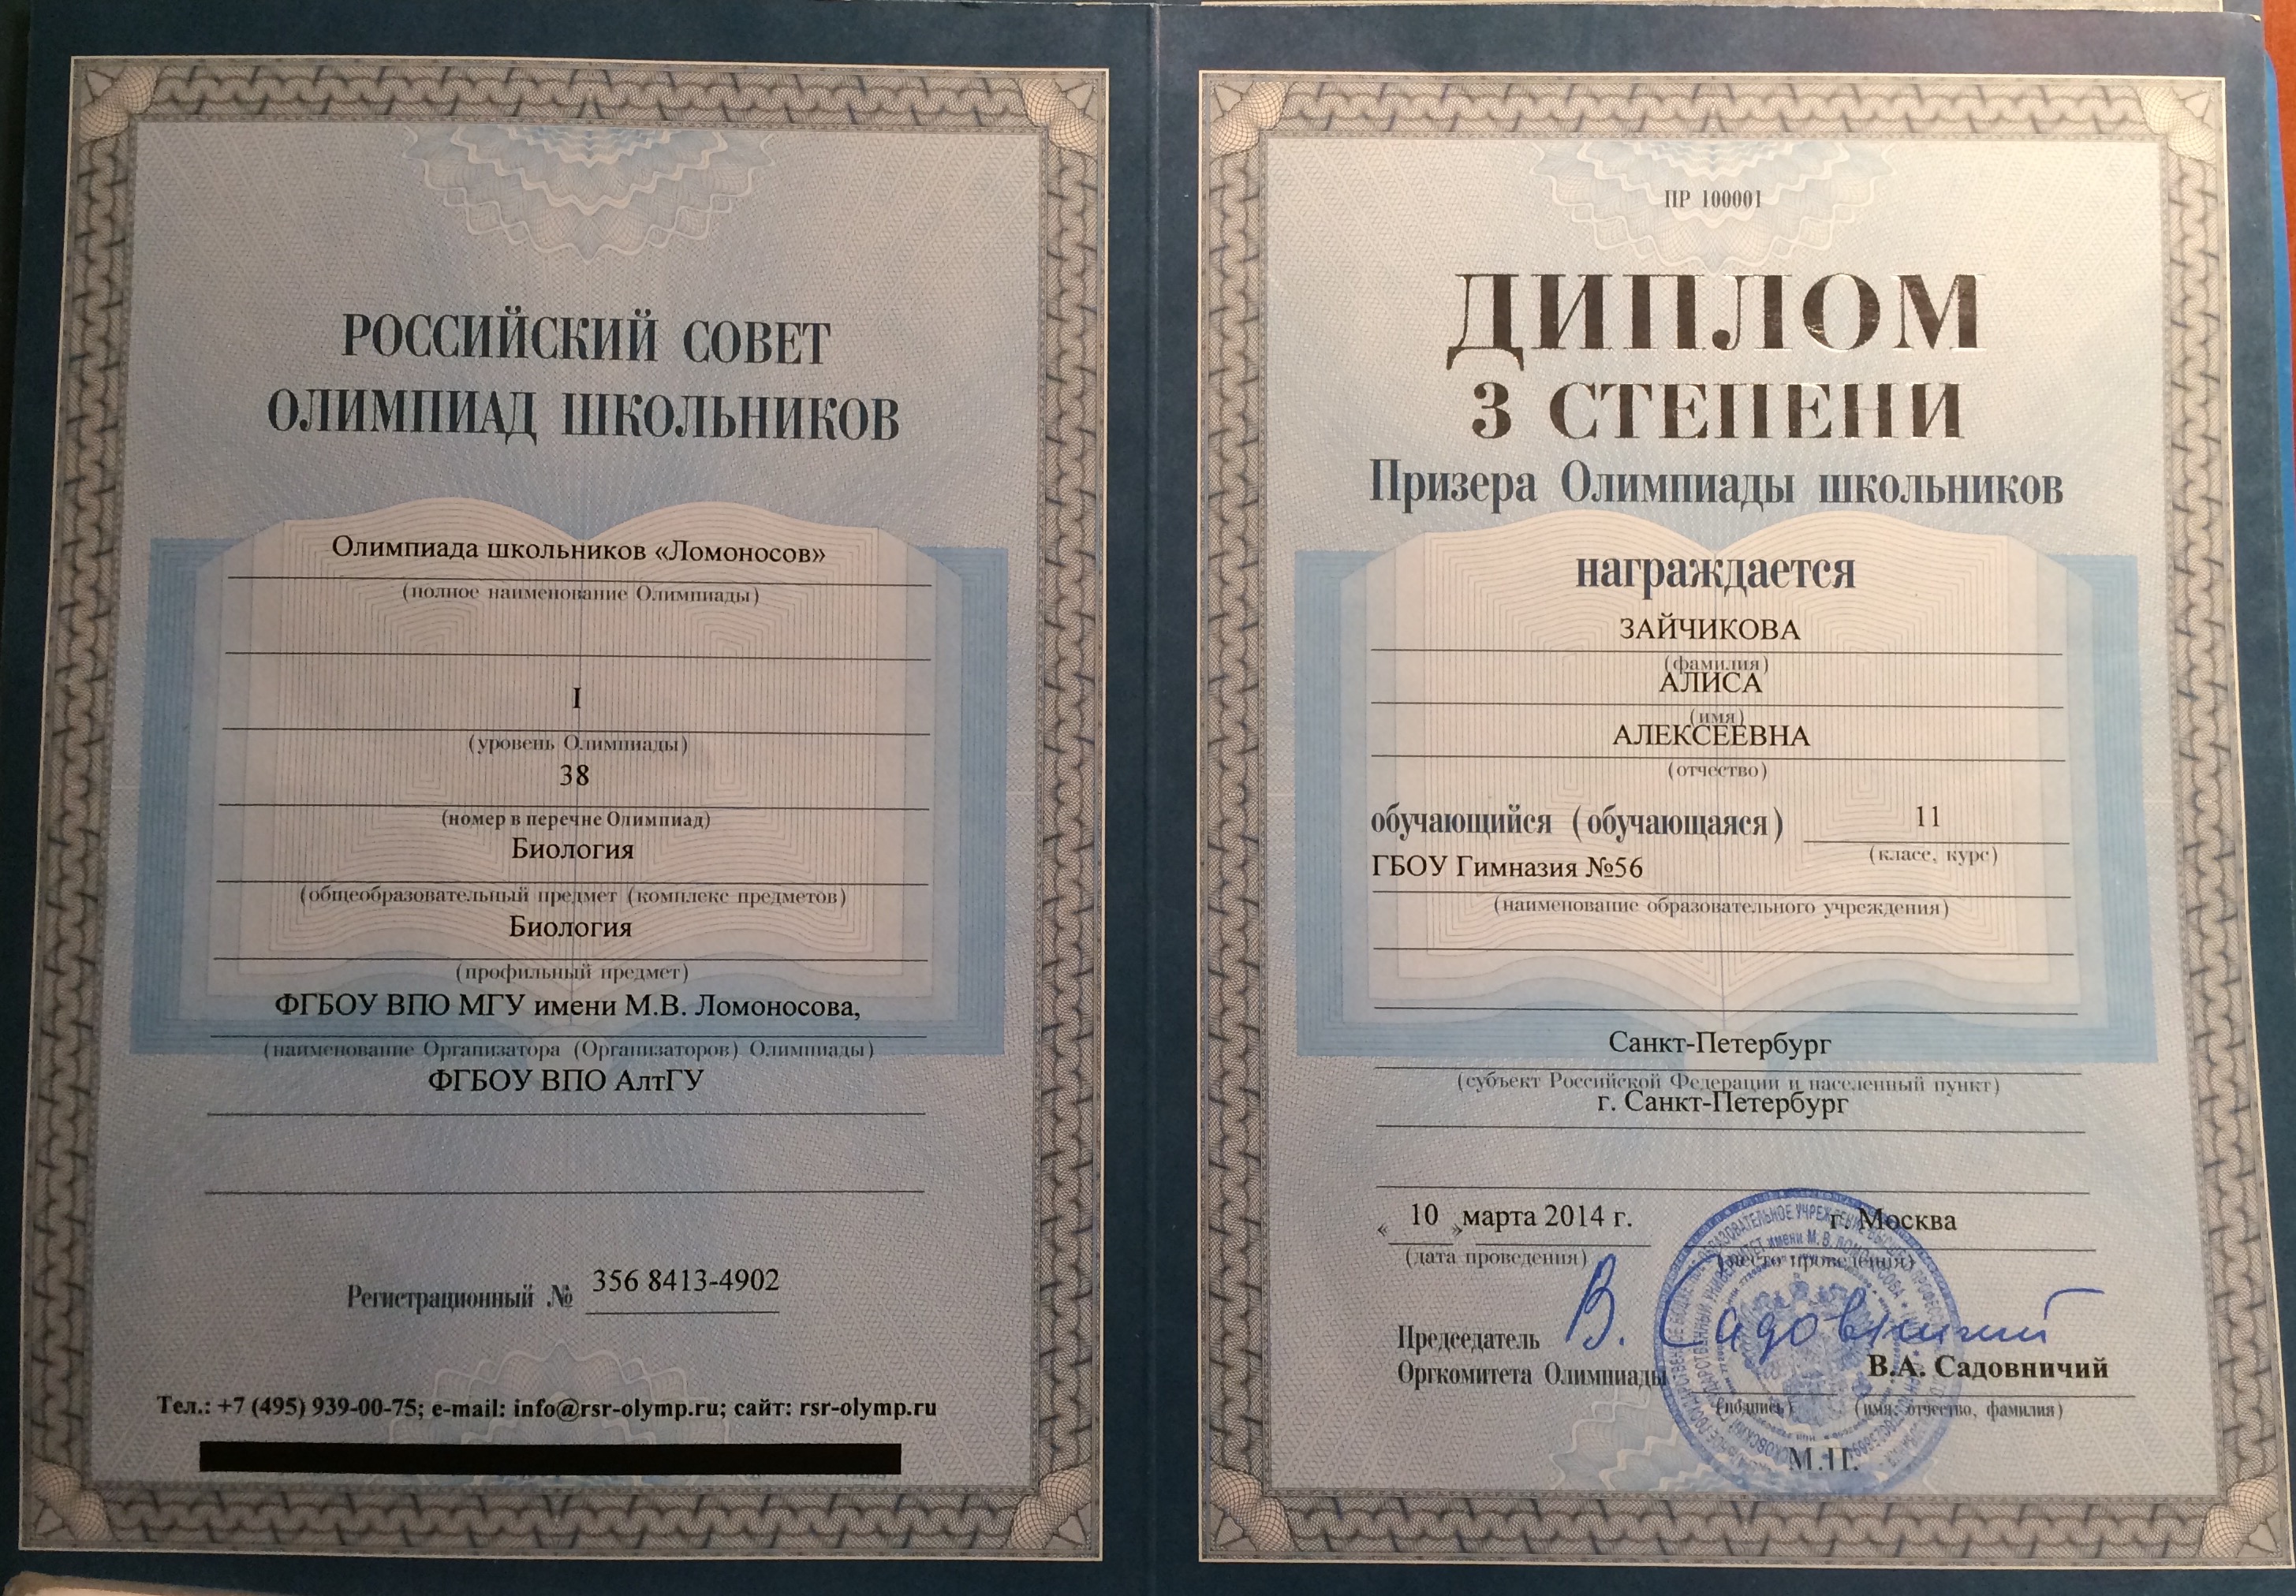 РОССИЙСКИЙ СОВЕТ
ОЛИМПИАД ШКОЛЬНИКОВ
Олимпиада школьников «Ломоносов»
(полное наименование Олимпиады)
I
(уровень Олимпиады)
38
(номер в перечне Олимпиад)
Биология
(общеобразовательный предмет (комплекс предметов)
Биология
(профильный предмет)
ФГБОУ ВПО МГУ имени М.В. Ломоносова,
(наименование Организатора (Организаторов) Олимпиады)
ФГБОУ ВПО АлтГУ
Регистрационный № 356 8413-4902
Тел.: +7 (495) 939-00-75; e-mail: info@rsr-olymp.ru; сайт: rsr-olymp.ru
ПР 100001
ДИПЛОМ
3 СТЕПЕНИ
Призера Олимпиады школьников
награждается
ЗАЙЧИКОВА
(фамилия)
АЛИСА
(имя)
АЛЕКСЕЕВНА
(отчество)
обучающийся (обучающаяся) 11
(класс, курс)
ГБОУ Гимназия №56
(наименование образовательного учреждения)
Санкт-Петербург
(субъект Российской Федерации и населенный пункт)
г. Санкт-Петербург
« 10 » марта 2014 г. г. Москва
(дата проведения) (место проведения)
В. Садовничий
Председатель
Оргкомитета Олимпиады В.А. Садовничий
(подпись) (имя, отчество, фамилия)
М.П.